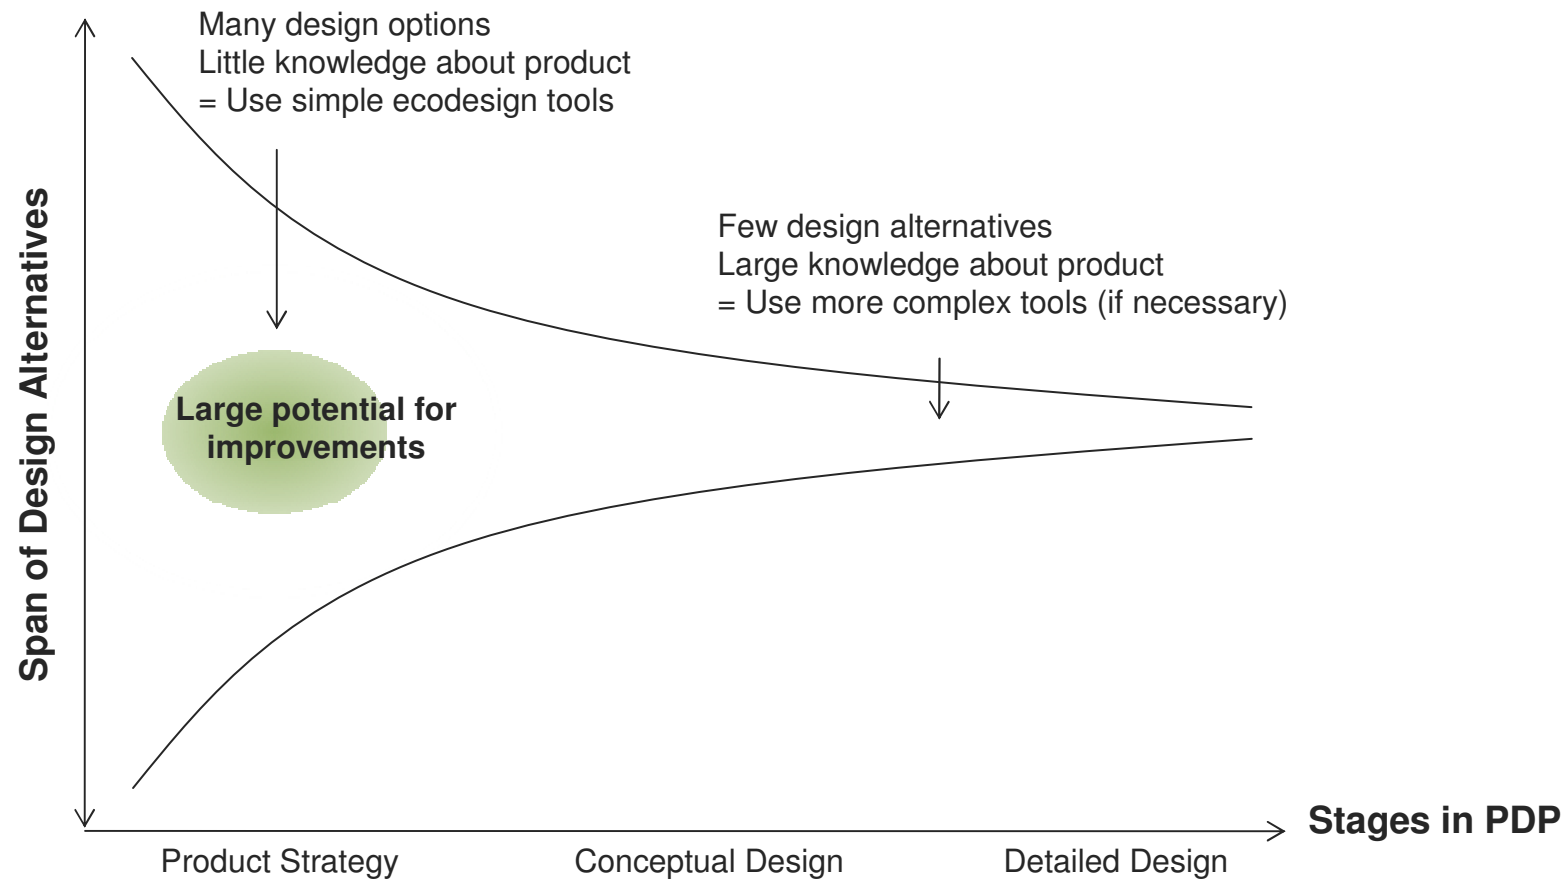 Many design options
Little knowledge about product
= Use simple ecodesign tools
Few design alternatives
Large knowledge about product
= Use more complex tools (if necessary)
Span of Design Alternatives
Large potential for
improvements
Stages in PDP
Product Strategy
Conceptual Design
Detailed Design